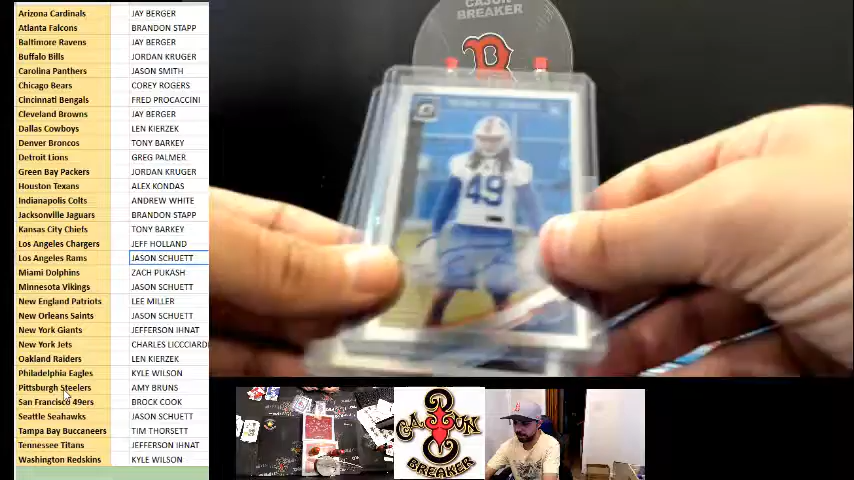 Arizona Cardinals JAY BERGER
Atlanta Falcons BRANDON STAPP
Baltimore Ravens JAY BERGER
Buffalo Bills JORDAN KRUGER
Carolina Panthers JASON SMITH
Chicago Bears COREY ROGERS
Cincinnati Bengals FRED PROCACCINI
Cleveland Browns JAY BERGER
Dallas Cowboys LEN KIERZEK
Denver Broncos TONY BARKEY
Detroit Lions GREG PALMER
Green Bay Packers JORDAN KRUGER
Houston Texans ALEX KONDAS
Indianapolis Colts ANDREW WHITE
Jacksonville Jaguars BRANDON STAPP
Kansas City Chiefs TONY BARKEY
Los Angeles Chargers JEFF HOLLAND
Los Angeles Rams JASON SCHUETT
Miami Dolphins ZACH PUKASH
Minnesota Vikings JASON SCHUETT
New England Patriots LEE MILLER
New Orleans Saints JASON SCHUETT
New York Giants JEFFERSON IHNAT
New York Jets CHARLES LICCCIARDI
Oakland Raiders LEN KIERZEK
Philadelphia Eagles KYLE WILSON
Pittsburgh Steelers AMY BRUNS
San Francisco 49ers BROCK COOK
Seattle Seahawks JASON SCHUETT
Tampa Bay Buccaneers TIM THORSETT
Tennessee Titans JEFFERSON IHNAT
Washington Redskins KYLE WILSON
CAJUN
BREAKER
49
CAJUN
BREAKER